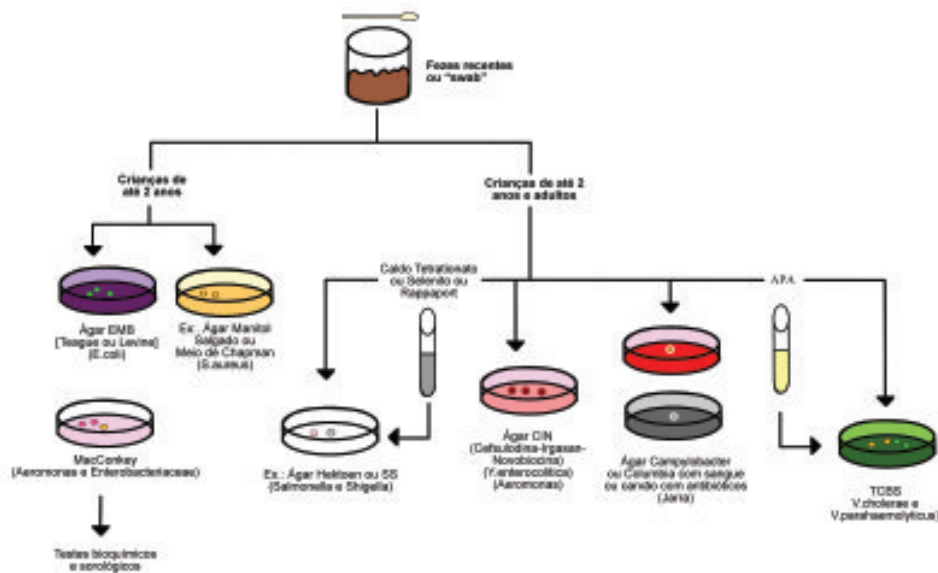 Fezes recentes
ou "swab"
Crianças de
até 2 anos
Crianças de até 2
anos e adultos
Caldo Tetrationato
ou Selenito ou
Rappaport
APA
Ágar EMB
[Teague ou Levine]
(E.coli)
Ex.: Ágar Manitol
Salgado ou
Meio de Chapman
(S.aureus)
MacConkey
(Aeromonas e Enterobacteriaceae)
Ex.: Ágar Hektoen ou SS
(Salmonella e Shigella)
Ágar CIN
(Cefsulodina-Irgasan-
Novobiocina)
(Y.enterocolitica)
(Aeromonas)
Ágar Campylobacter
ou Columbia com sangue
ou carvão com antibióticos
(Jarra)
TCBS
V.cholerae e
V.parahaemolyticus)
Testes bioquímicos
e sorológicos